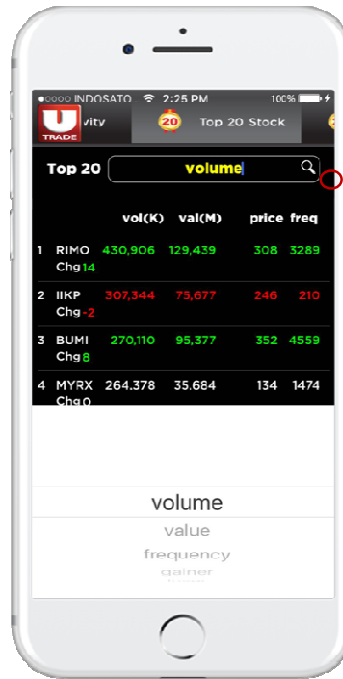 INDOSATO 2:25 PM 100%
U TRADE vity 20 Top 20 Stock
Top 20 volume
vol(K) val(M) price freq
1 RIMO 430,906 129,439 308 3289
Chg 14
2 IIKP 307,344 75,677 246 210
Chg -2
3 BUMI 270,110 95,377 352 4559
Chg 8
4 MYRX 264.378 35.684 134 1474
Chg 0
volume
value
frequency
gainer